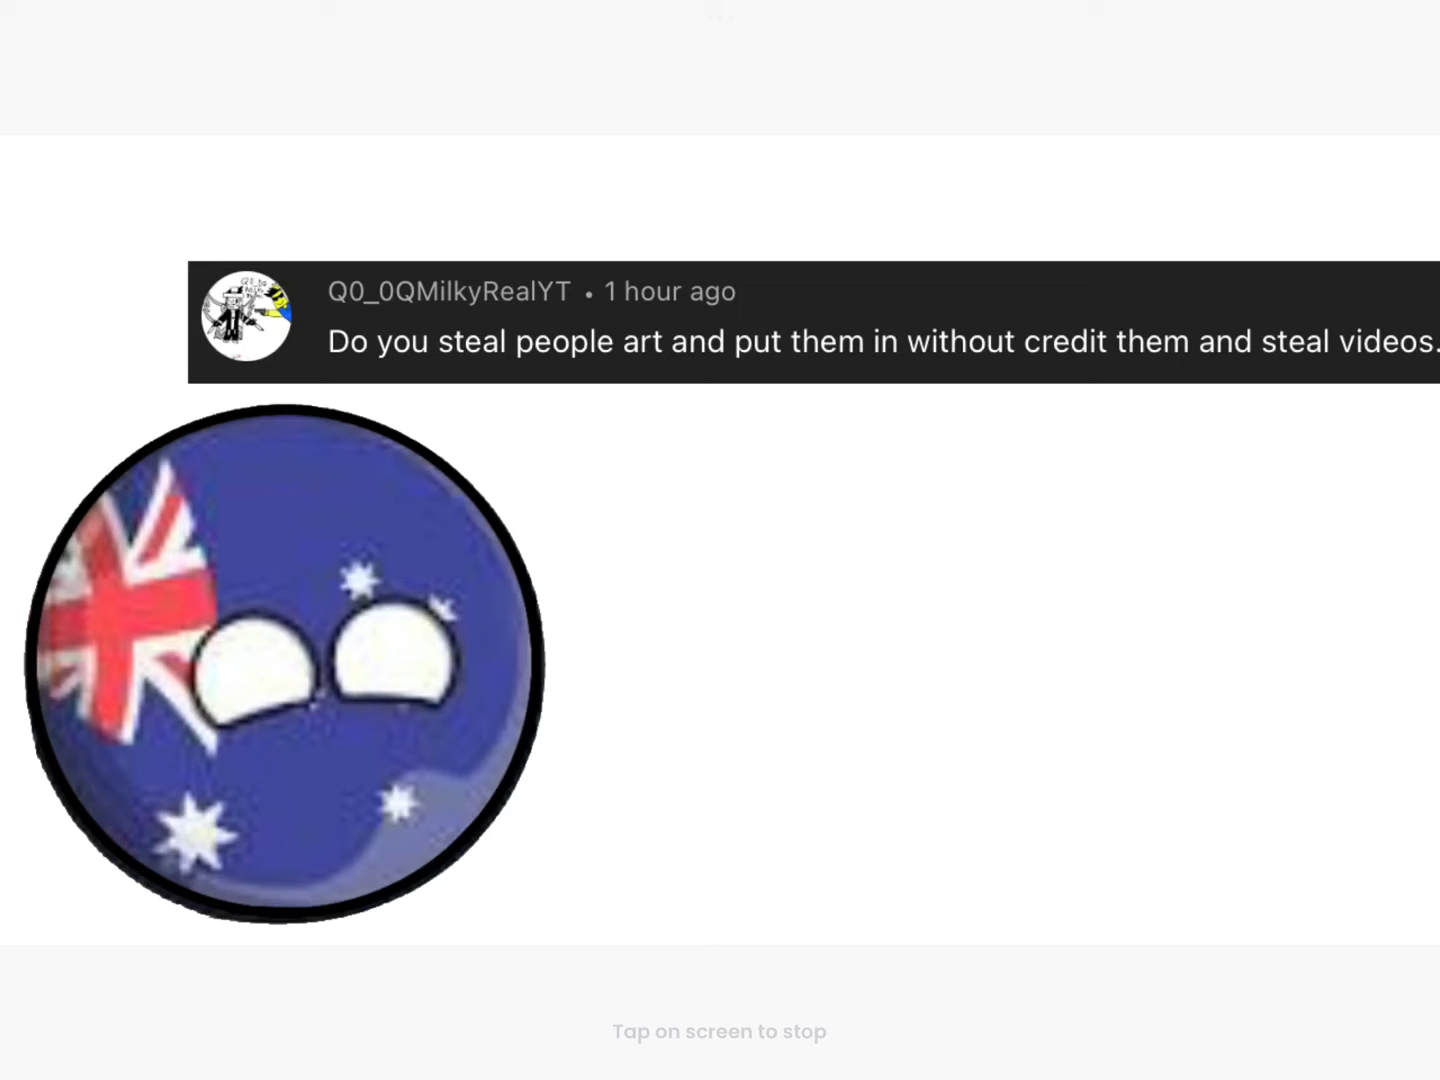 Q0_0QMilkyRealYT • 1 hour ago
Do you steal people art and put them in without credit them and steal videos.
Tap on screen to stop